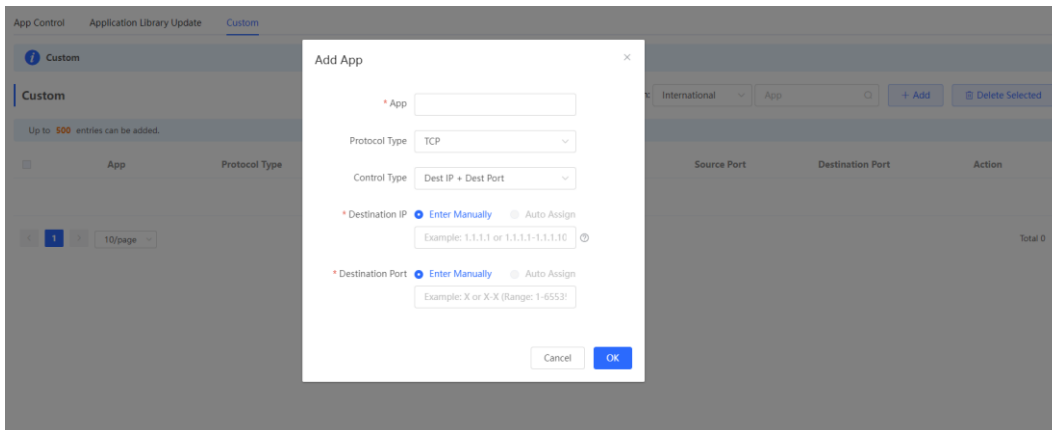 App Control Application Library Update Custom
Custom
Custom
International App + Add Delete Selected
Up to 500 entries can be added.
App Protocol Type Source Port Destination Port Action
1 10/page Total 0
Add App
* App
Protocol Type TCP
Control Type Dest IP + Dest Port
* Destination IP Enter Manually Auto Assign
Example: 1.1.1.1 or 1.1.1.1-1.1.1.10
* Destination Port Enter Manually Auto Assign
Example: X or X-X (Range: 1-6553
Cancel OK